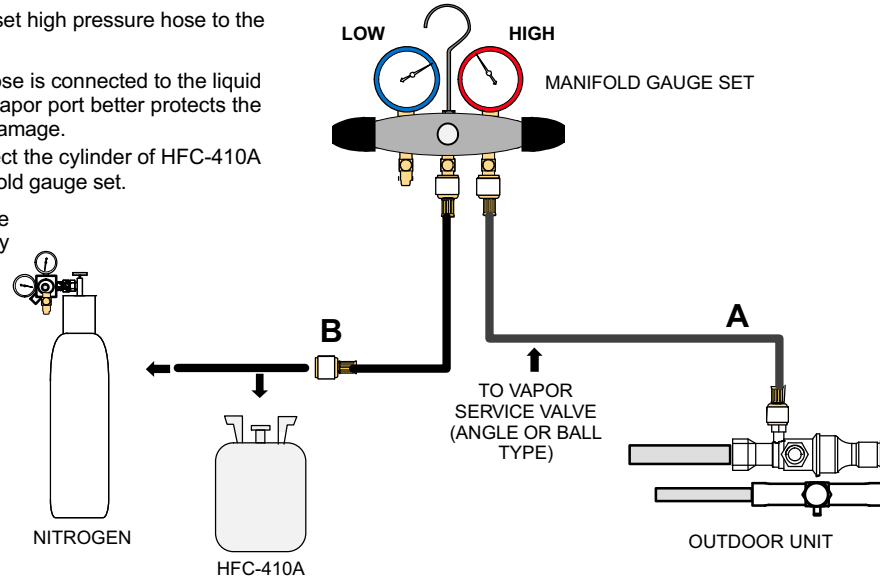 set high pressure hose to the
ose is connected to the liquid
apor port better protects the
amage.
ect the cylinder of HFC-410A
old gauge set.
e
y
LOW
HIGH
MANIFOLD GAUGE SET
B
A
TO VAPOR
SERVICE VALVE
(ANGLE OR BALL
TYPE)
NITROGEN
HFC-410A
OUTDOOR UNIT